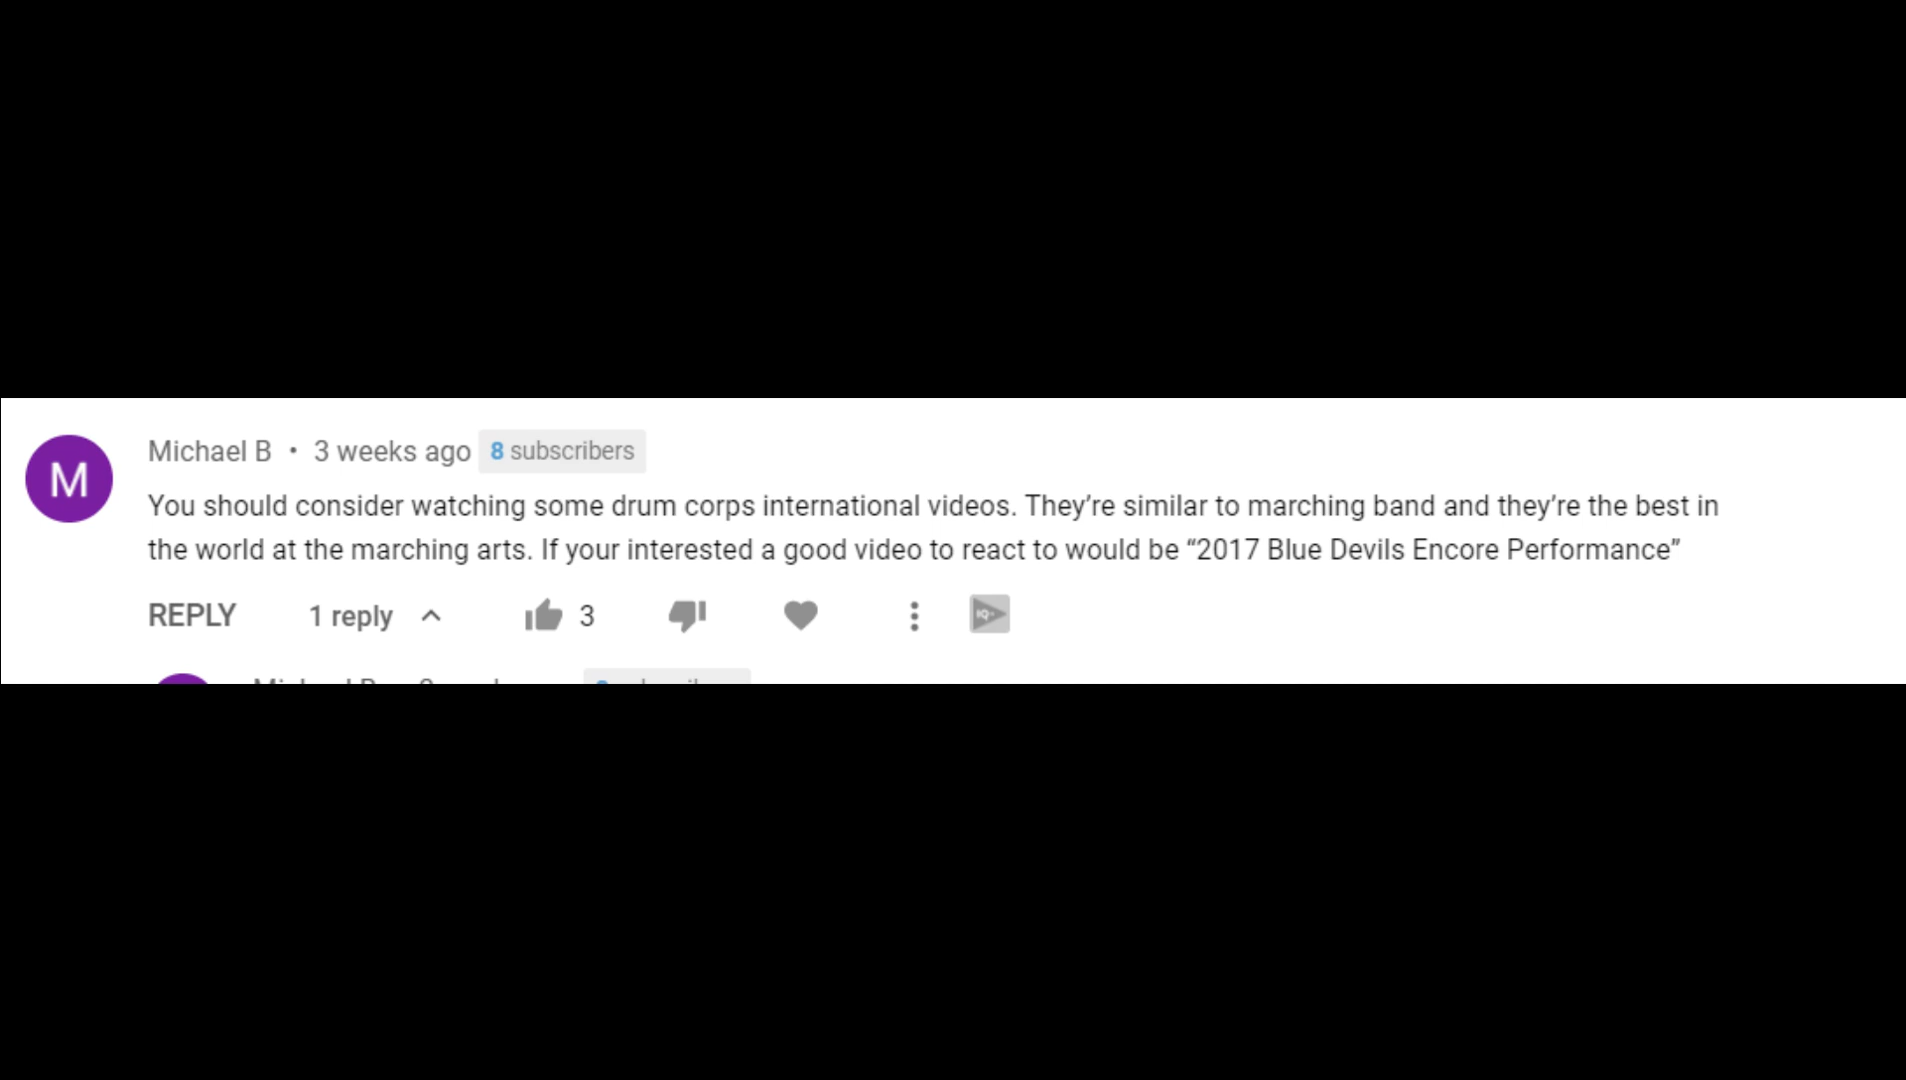 M
Michael B • 3 weeks ago 8 subscribers
You should consider watching some drum corps international videos. They’re similar to marching band and they’re the best in
the world at the marching arts. If your interested a good video to react to would be “2017 Blue Devils Encore Performance”
REPLY 1 reply 3 IQ